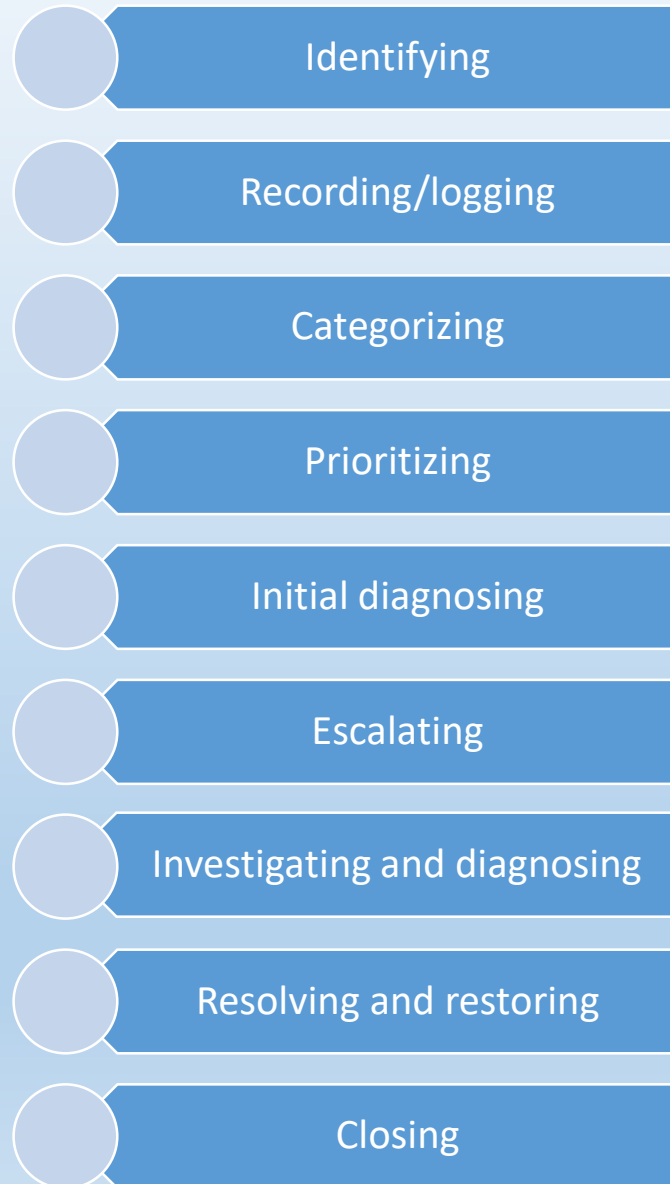 Identifying
Recording/logging
Categorizing
Prioritizing
Initial diagnosing
Escalating
Investigating and diagnosing
Resolving and restoring
Closing